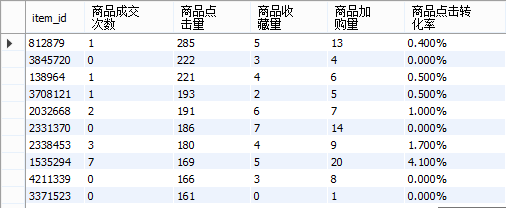 item_id 商品成交次数 商品点击量 商品收藏量 商品加购量 商品点击转化率
812879 1 285 5 13 0.400%
3845720 0 222 3 4 0.000%
138964 1 221 4 6 0.500%
3708121 1 193 2 5 0.500%
2032668 2 191 6 7 1.000%
2331370 0 186 7 14 0.000%
2338453 3 180 4 9 1.700%
1535294 7 169 5 20 4.100%
4211339 0 166 3 8 0.000%
3371523 0 161 0 1 0.000%